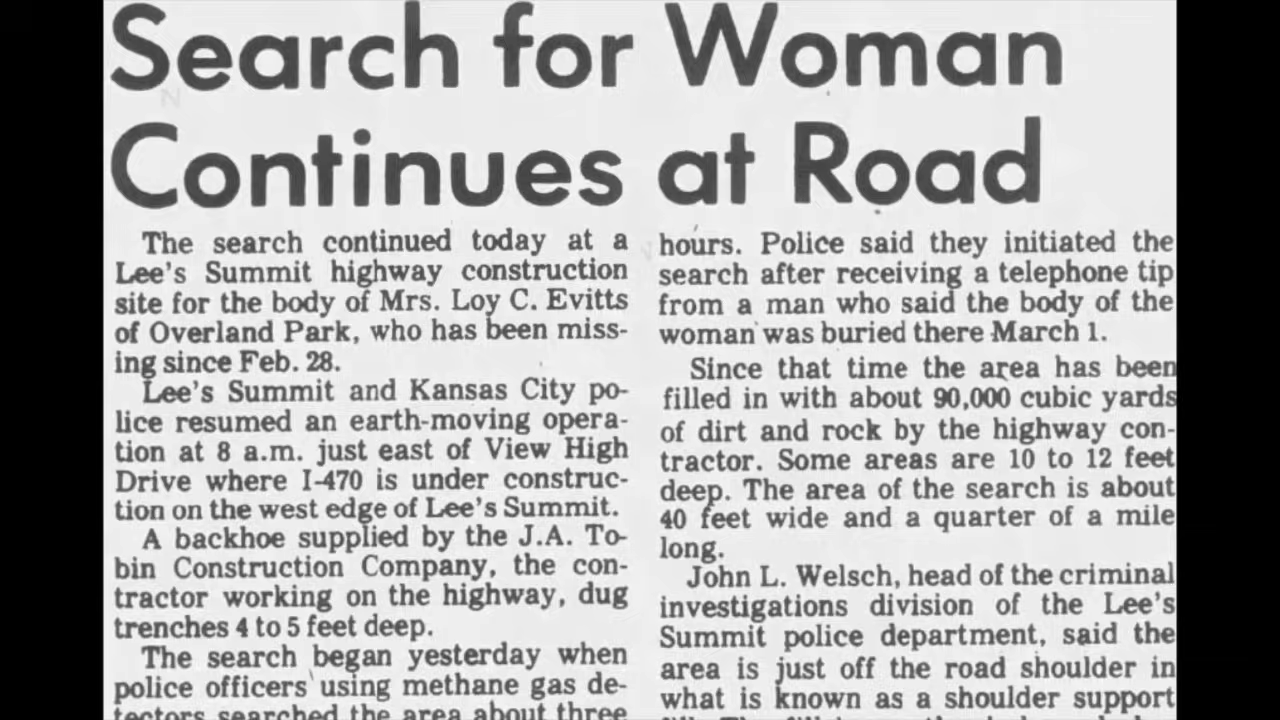 Search for Woman
Continues at Road
The search continued today at a
Lee's Summit highway construction
site for the body of Mrs. Loy C. Evitts
of Overland Park, who has been miss-
ing since Feb. 28.
Lee's Summit and Kansas City po-
lice resumed an earth-moving opera-
tion at 8 a.m. just east of View High
Drive where I-470 is under construc-
tion on the west edge of Lee's Summit.
A backhoe supplied by the J.A. To-
bin Construction Company, the con-
tractor working on the highway, dug
trenches 4 to 5 feet deep.
The search began yesterday when
police officers using methane gas de-
tectors searched the area about three
hours. Police said they initiated the
search after receiving a telephone tip
from a man who said the body of the
woman was buried there March 1.
Since that time the area has been
filled in with about 90,000 cubic yards
of dirt and rock by the highway con-
tractor. Some areas are 10 to 12 feet
deep. The area of the search is about
40 feet wide and a quarter of a mile
long.
John L. Welsch, head of the criminal
investigations division of the Lee's
Summit police department, said the
area is just off the road shoulder in
what is known as a shoulder support